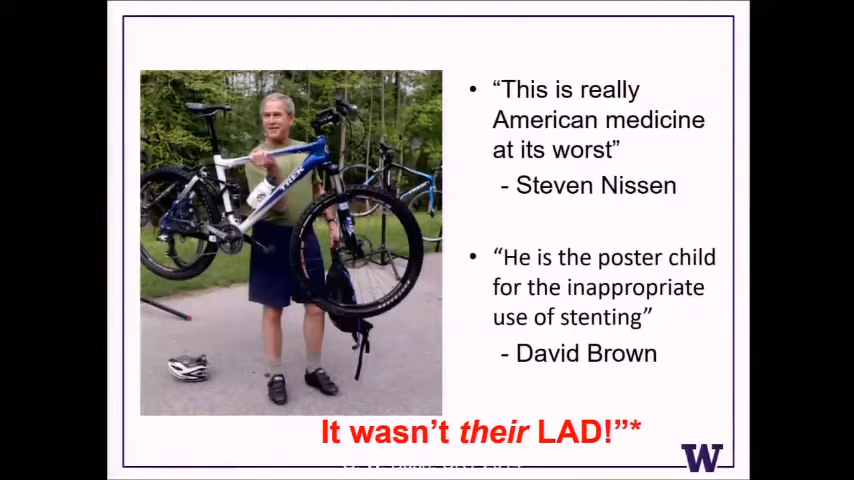 • “This is really
American medicine
at its worst”
- Steven Nissen
• “He is the poster child
for the inappropriate
use of stenting”
- David Brown
TREK
It wasn’t their LAD!”*
W